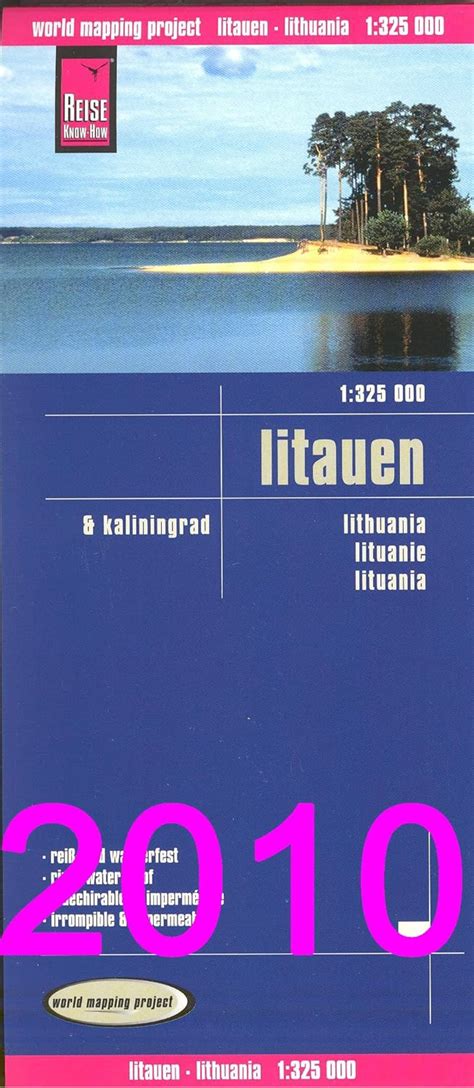 world mapping project litauen · lithuania 1:325 000
REISE
KNOW-HOW
1:325 000
litauen
& kaliningrad
lithuania
lituanie
lituania
2010
· irrompible &
world mapping project
litauen · lithuania 1:325 000